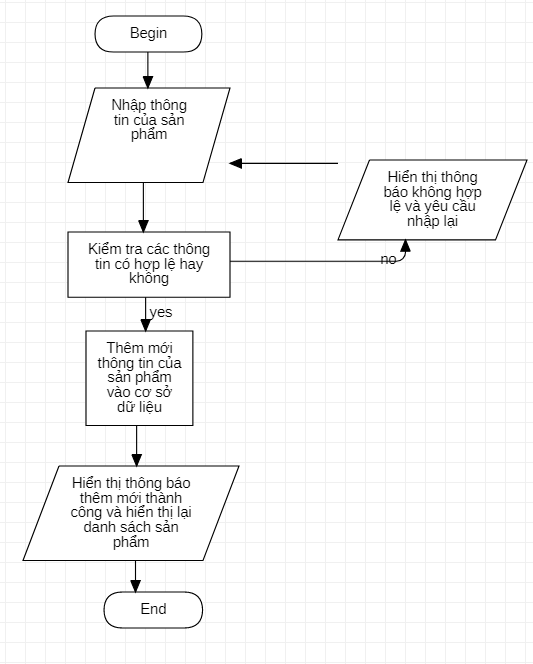 Begin
Nhập thông
tin của sản
phẩm
Hiển thị thông
báo không hợp
lệ và yêu cầu
nhập lại
Kiểm tra các thông
tin có hợp lệ hay
không
no
yes
Thêm mới
thông tin của
sản phẩm
vào cơ sở
dữ liệu
Hiển thị thông báo
thêm mới thành
công và hiển thị lại
danh sách sản
phẩm
End